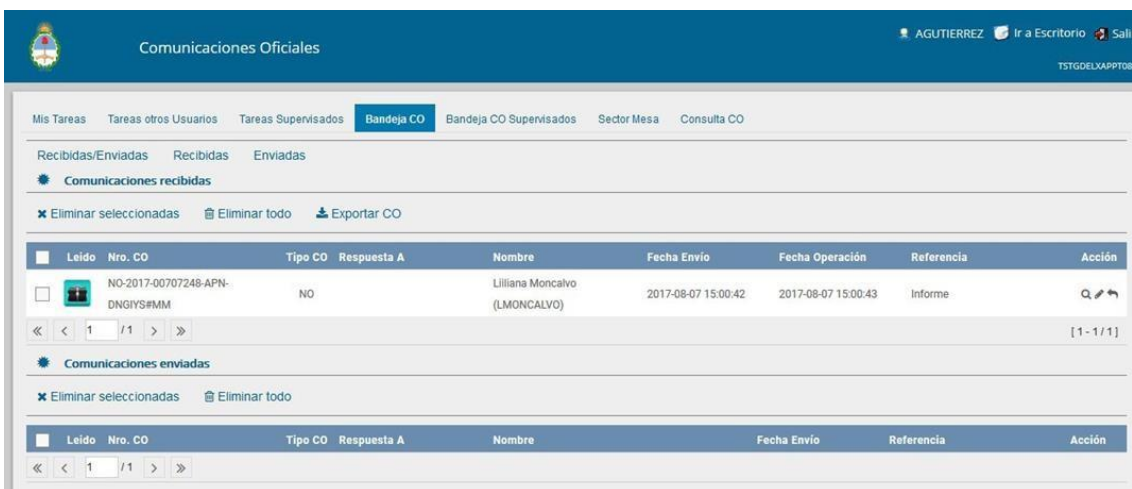 AGUTIERREZ Ir a Escritorio Sali
Comunicaciones Oficiales
TSTGDELXAPPT08
Mis Tareas Tareas otros Usuarios Tareas Supervisados Bandeja CO Bandeja CO Supervisados Sector Mesa Consulta CO
Recibidas/Enviadas Recibidas Enviadas
Comunicaciones recibidas
Eliminar seleccionadas Eliminar todo Exportar CO
Leido Nro. CO Tipo CO Respuesta A Nombre Fecha Envío Fecha Operación Referencia Acción
NO-2017-00707248-APN- Lilliana Moncalvo
NO 2017-08-07 15:00:42 2017-08-07 15:00:43 Informe
DNGIYS#MM (LMONCALVO)
« < 1 / 1 > » [ 1 - 1 / 1 ]
Comunicaciones enviadas
Eliminar seleccionadas Eliminar todo
Leido Nro. CO Tipo CO Respuesta A Nombre Fecha Envío Referencia Acción
« < 1 / 1 > »